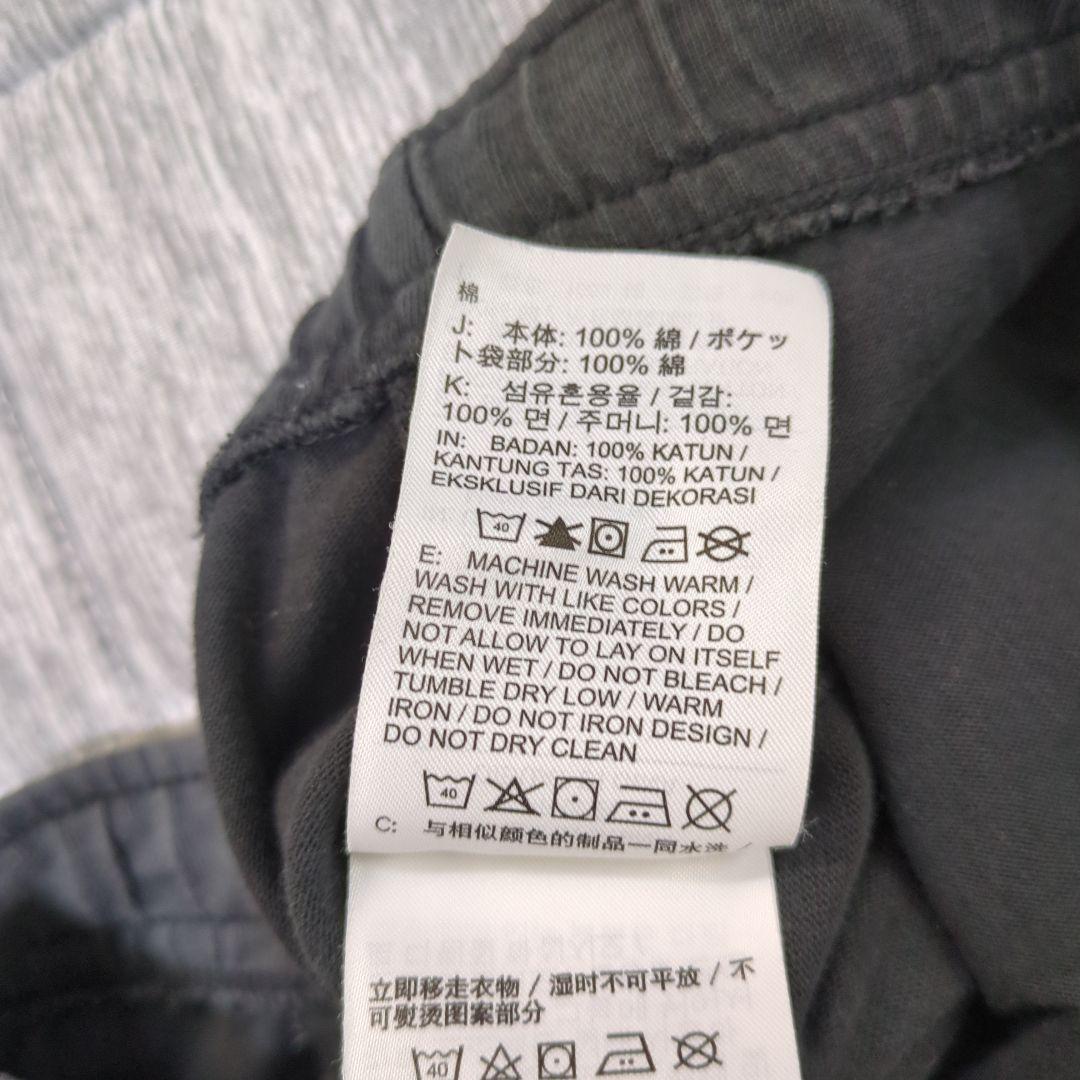 棉
J: 本体: 100% 綿 / ポケッ
ト袋部分: 100% 綿
K: 섬유혼용율 / 겉감:
100% 면 / 주머니: 100% 면
IN: BADAN: 100% KATUN /
KANTUNG TAS: 100% KATUN /
EKSKLUSIF DARI DEKORASI
40
E: MACHINE WASH WARM /
WASH WITH LIKE COLORS /
REMOVE IMMEDIATELY / DO
NOT ALLOW TO LAY ON ITSELF
WHEN WET / DO NOT BLEACH /
TUMBLE DRY LOW / WARM
IRON / DO NOT IRON DESIGN /
DO NOT DRY CLEAN
40
C: 与相似颜色的制品一同水洗 /
立即移走衣物 / 湿时不可平放 / 不
可熨烫图案部分
40